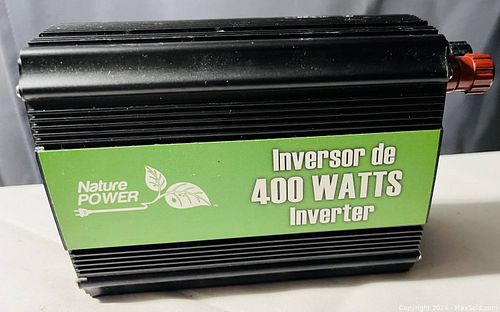 Nature
POWER
Inversor de
400 WATTS
Inverter
Copyright 2024 - MaxSold.com